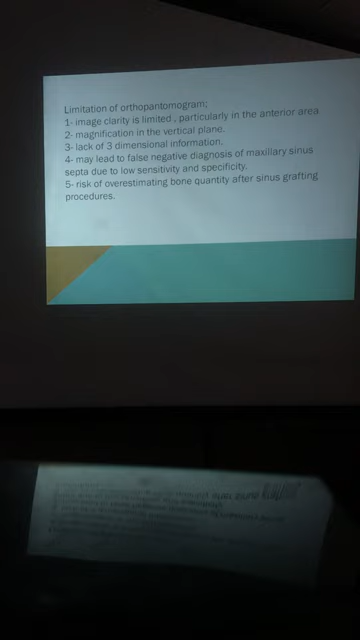 Limitation of orthopantomogram;
1- image clarity is limited , particularly in the anterior area
2- magnification in the vertical plane.
3- lack of 3 dimensional information.
4- may lead to false negative diagnosis of maxillary sinus
septa due to low sensitivity and specificity.
5- risk of overestimating bone quantity after sinus grafting
procedures.